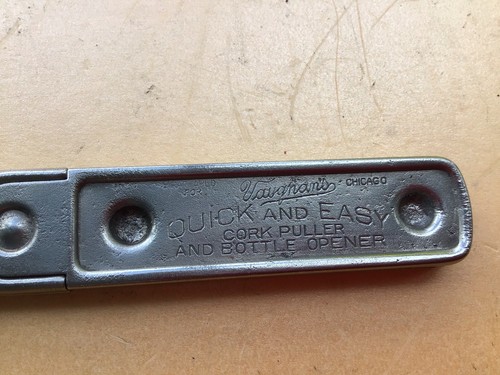 Vaughan's CHICAGO
QUICK AND EASY
CORK PULLER
AND BOTTLE OPENER